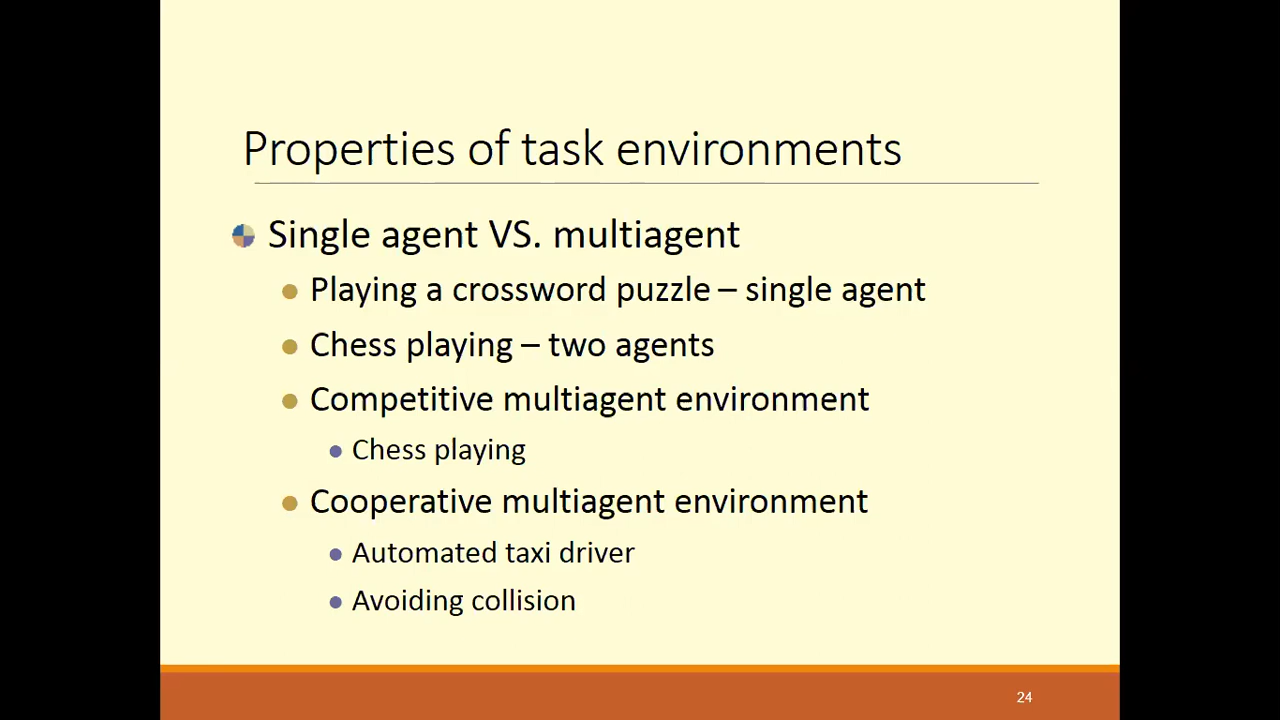 Properties of task environments
Single agent VS. multiagent
Playing a crossword puzzle – single agent
Chess playing – two agents
Competitive multiagent environment
Chess playing
Cooperative multiagent environment
Automated taxi driver
Avoiding collision
24